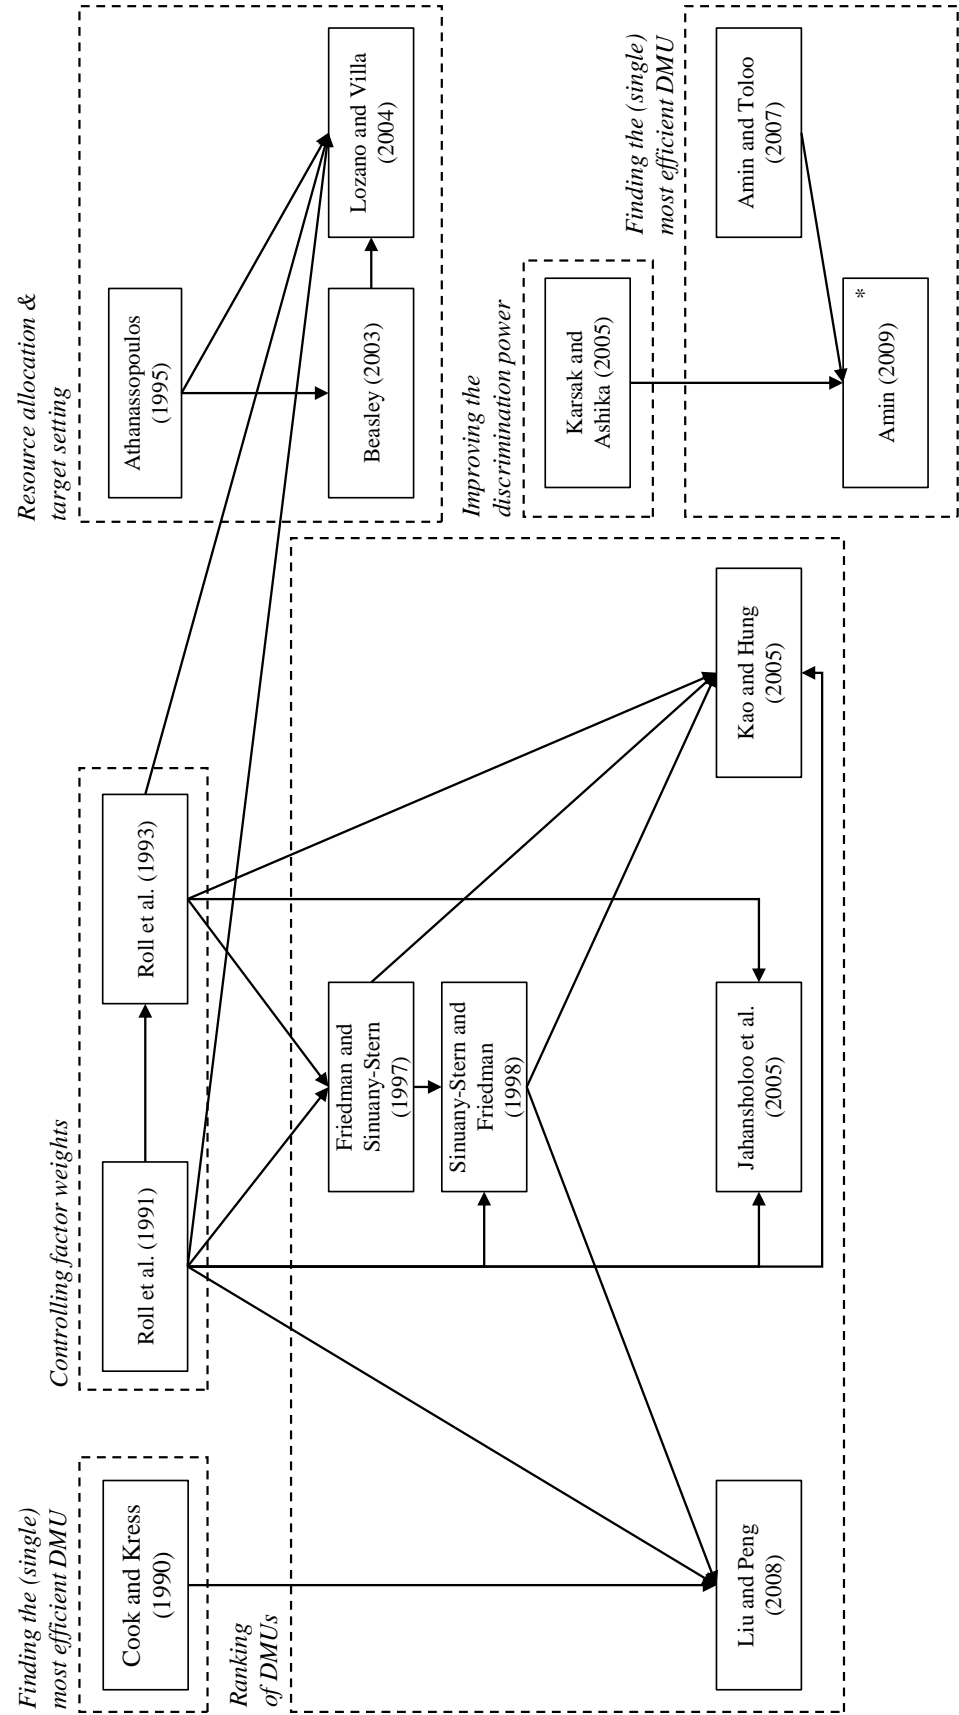 Finding the (single)
most efficient DMU
Cook and Kress
(1990)
Controlling factor weights
Roll et al. (1991)
Roll et al. (1993)
Resource allocation &
target setting
Athanassopoulos
(1995)
Beasley (2003)
Lozano and Villa
(2004)
Ranking
of DMUs
Friedman and
Sinuany-Stern
(1997)
Sinuany-Stern and
Friedman
(1998)
Liu and Peng
(2008)
Jahansholoo et al.
(2005)
Kao and Hung
(2005)
Improving the
discrimination power
Karsak and
Ashika (2005)
Finding the (single)
most efficient DMU
Amin and Toloo
(2007)
Amin (2009)
*